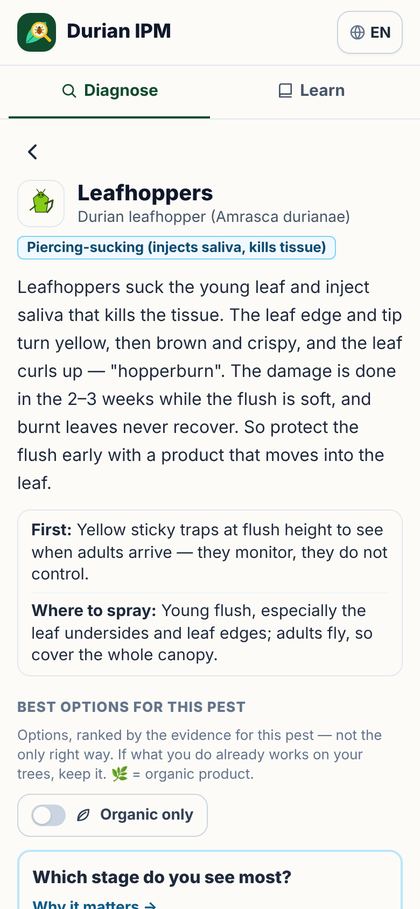 Durian IPM
EN
Diagnose
Learn
Leafhoppers
Durian leafhopper (Amrasca durianae)
Piercing-sucking (injects saliva, kills tissue)
Leafhoppers suck the young leaf and inject
saliva that kills the tissue. The leaf edge and tip
turn yellow, then brown and crispy, and the leaf
curls up — "hopperburn". The damage is done
in the 2–3 weeks while the flush is soft, and
burnt leaves never recover. So protect the
flush early with a product that moves into the
leaf.
First: Yellow sticky traps at flush height to see
when adults arrive — they monitor, they do not
control.
Where to spray: Young flush, especially the
leaf undersides and leaf edges; adults fly, so
cover the whole canopy.
BEST OPTIONS FOR THIS PEST
Options, ranked by the evidence for this pest — not the
only right way. If what you do already works on your
trees, keep it. 🌿 = organic product.
Organic only
Which stage do you see most?
Why it matters →